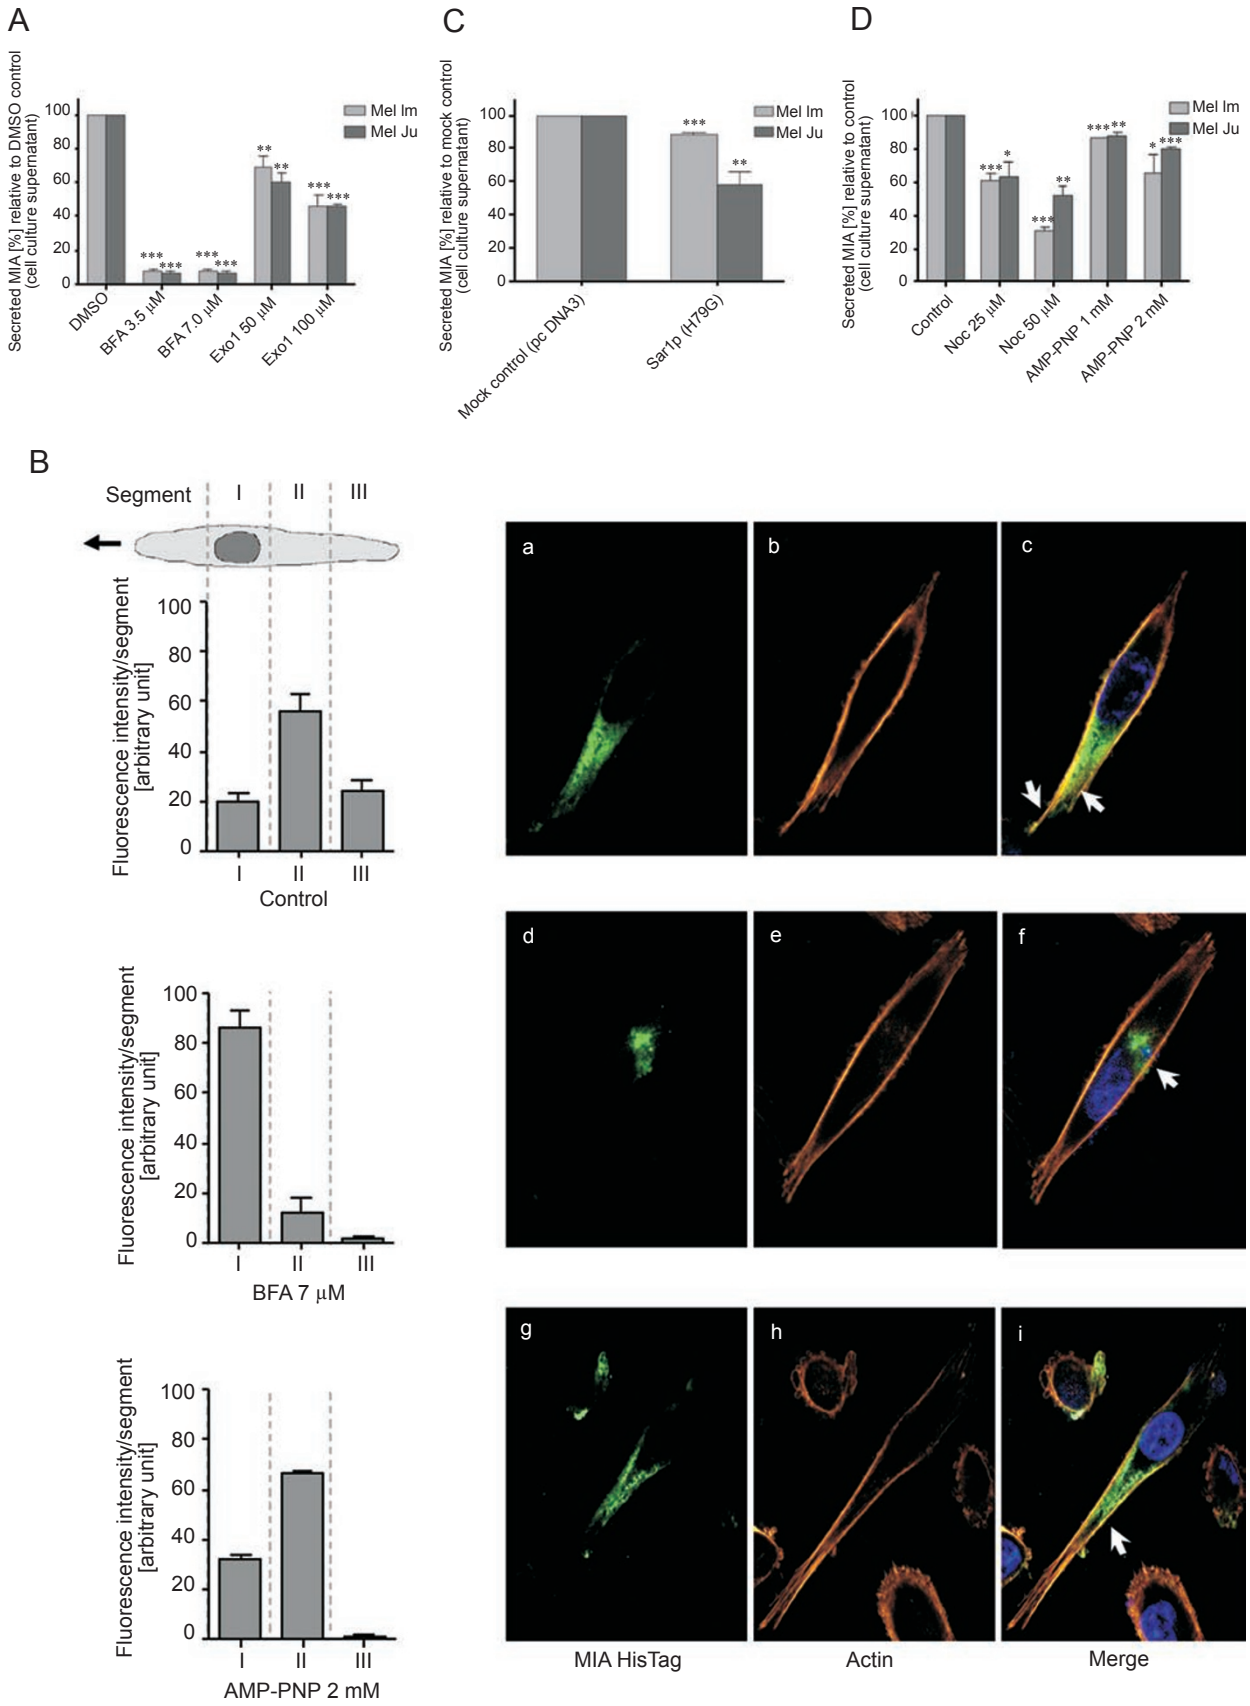 A
Secreted MIA [%] relative to DMSO control
(cell culture supernatant)
100
80
60
40
20
0
***
***
***
***
**
**
***
***
Mel Im
Mel Ju
DMSO
BFA 3.5 μM
BFA 7.0 μM
Exo1 50 μM
Exo1 100 μM
C
Secreted MIA [%] relative to mock control
(cell culture supernatant)
100
80
60
40
20
0
***
**
Mel Im
Mel Ju
Mock control (pc DNA3)
Sar1p (H79G)
D
Secreted MIA [%] relative to control
(cell culture supernatant)
100
80
60
40
20
0
***
*
***
**
***
**
*
***
Mel Im
Mel Ju
Control
Noc 25 μM
Noc 50 μM
AMP-PNP 1 mM
AMP-PNP 2 mM
B
Segment I II III
Fluorescence intensity/segment
[arbitrary unit]
100
80
60
40
20
0
I II III
Control
Fluorescence intensity/segment
[arbitrary unit]
100
80
60
40
20
0
I II III
BFA 7 μM
Fluorescence intensity/segment
[arbitrary unit]
100
80
60
40
20
0
I II III
AMP-PNP 2 mM
a b c
d e f
g h i
MIA HisTag Actin Merge